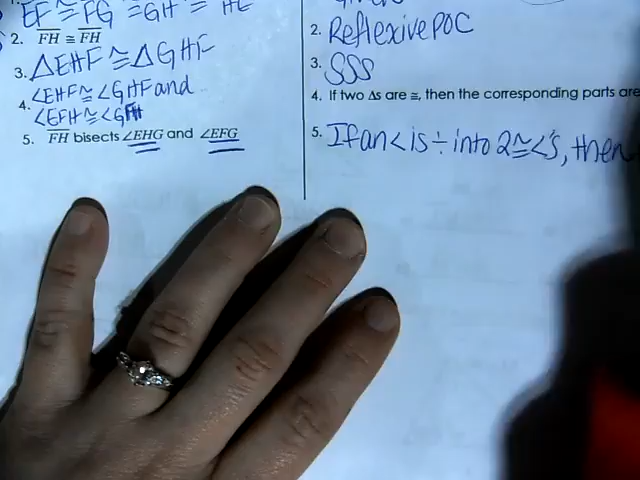 EF ≅ FG ≅ GH ≅ HE
2. FH ≅ FH
2. Reflexive POC
3. △EHF ≅ △GHF
3. SSS
4. ∠EHF ≅ ∠GHF and
∠EFH ≅ ∠GFH
4. If two Δs are ≅, then the corresponding parts are
5. FH bisects ∠EHG and ∠EFG
5. If an < is ÷ into 2 ≅ <'s, then